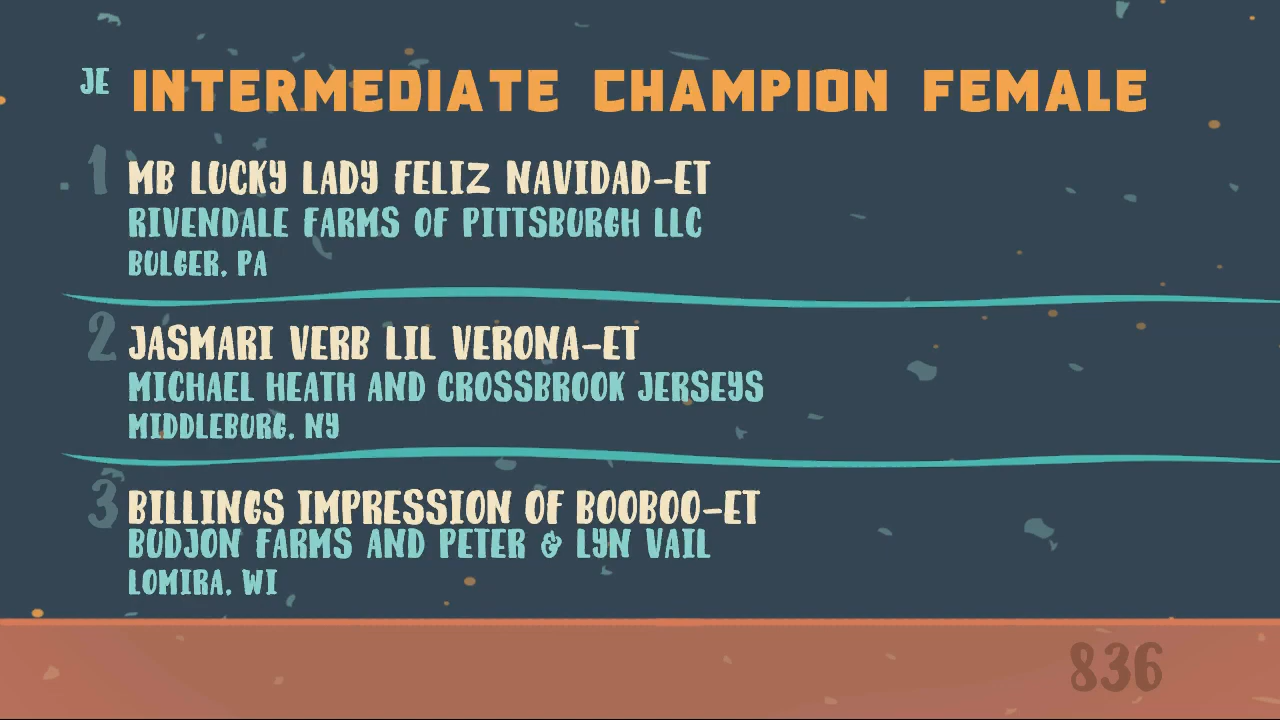 JE INTERMEDIATE CHAMPION FEMALE
1 MB LUCKY LADY FELIZ NAVIDAD-ET
RIVENDALE FARMS OF PITTSBURGH LLC
BULGER, PA
2 JASMARI VERB LIL VERONA-ET
MICHAEL HEATH AND CROSSBROOK JERSEYS
MIDDLEBURG, NY
3 BILLINGS IMPRESSION OF BOOBOO-ET
BUDJON FARMS AND PETER & LYN VAIL
LOMIRA, WI
836